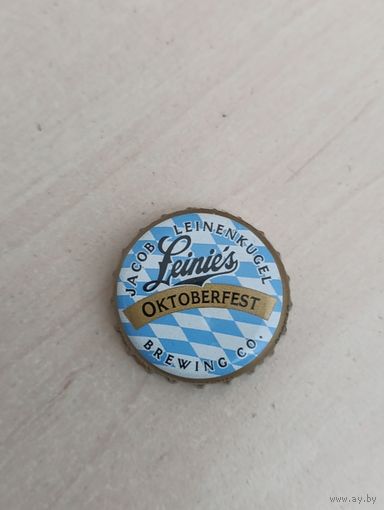 JACOB LEINENKUGEL
Leinie's
OKTOBERFEST
BREWING CO.
www.ay.by